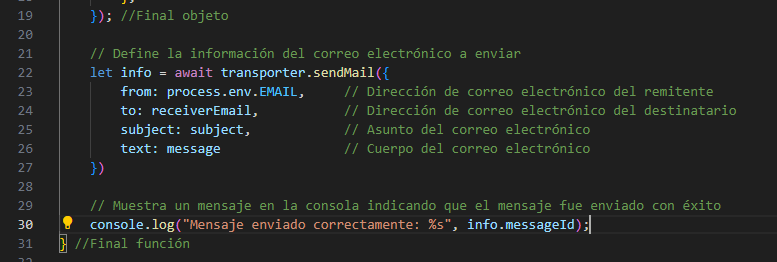 19 }); //Final objeto
20
21 // Define la información del correo electrónico a enviar
22 let info = await transporter.sendMail({
23 from: process.env.EMAIL, // Dirección de correo electrónico del remitente
24 to: receiverEmail, // Dirección de correo electrónico del destinatario
25 subject: subject, // Asunto del correo electrónico
26 text: message // Cuerpo del correo electrónico
27 })
28
29 // Muestra un mensaje en la consola indicando que el mensaje fue enviado con éxito
30 console.log("Mensaje enviado correctamente: %s", info.messageId);
31 } //Final función